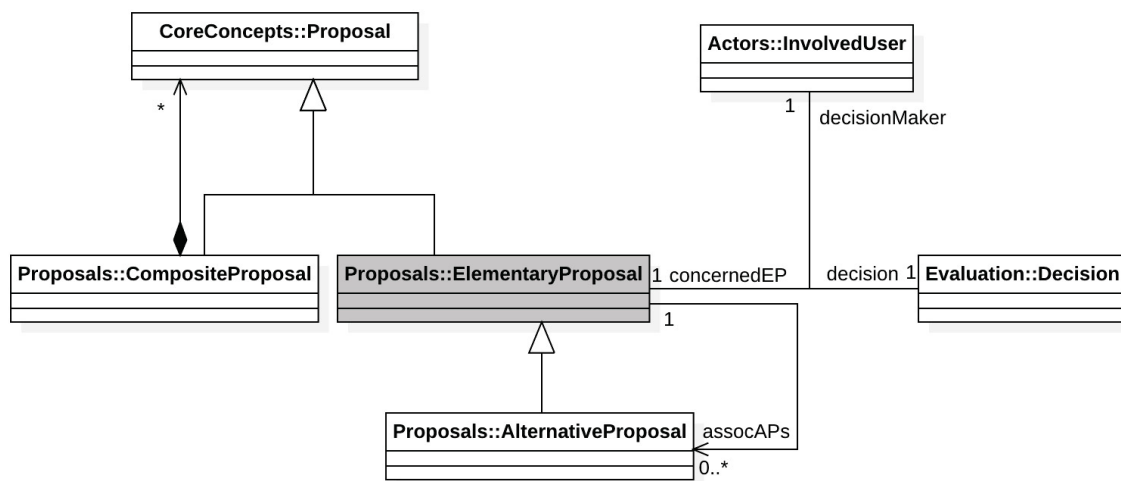 CoreConcepts::Proposal
Actors::InvolvedUser
*
1
decisionMaker
Proposals::CompositeProposal
Proposals::ElementaryProposal
1 concernedEP
decision 1
Evaluation::Decision
1
Proposals::AlternativeProposal
assocAPs
0..*